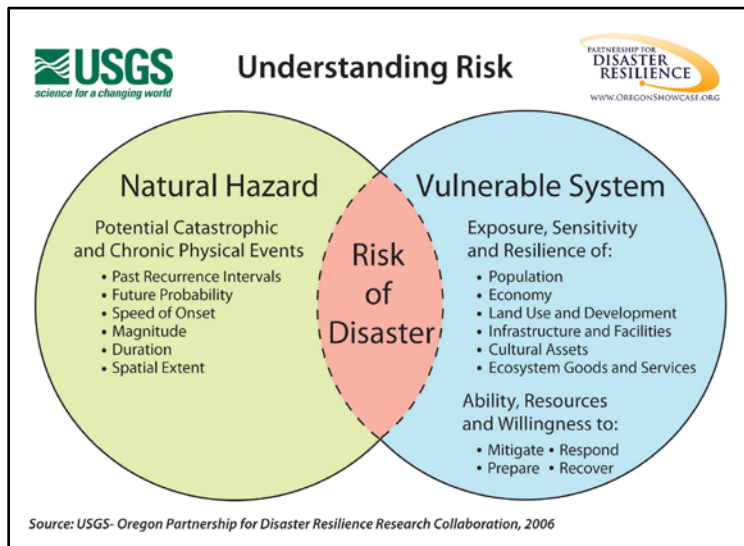 USGS
science for a changing world
Understanding Risk
PARTNERSHIP FOR
DISASTER
RESILIENCE
WWW.OREGONSHOWCASE.ORG
Natural Hazard
Potential Catastrophic
and Chronic Physical Events
• Past Recurrence Intervals
• Future Probability
• Speed of Onset
• Magnitude
• Duration
• Spatial Extent
Risk
of
Disaster
Vulnerable System
Exposure, Sensitivity
and Resilience of:
• Population
• Economy
• Land Use and Development
• Infrastructure and Facilities
• Cultural Assets
• Ecosystem Goods and Services
Ability, Resources
and Willingness to:
• Mitigate • Respond
• Prepare • Recover
Source: USGS- Oregon Partnership for Disaster Resilience Research Collaboration, 2006